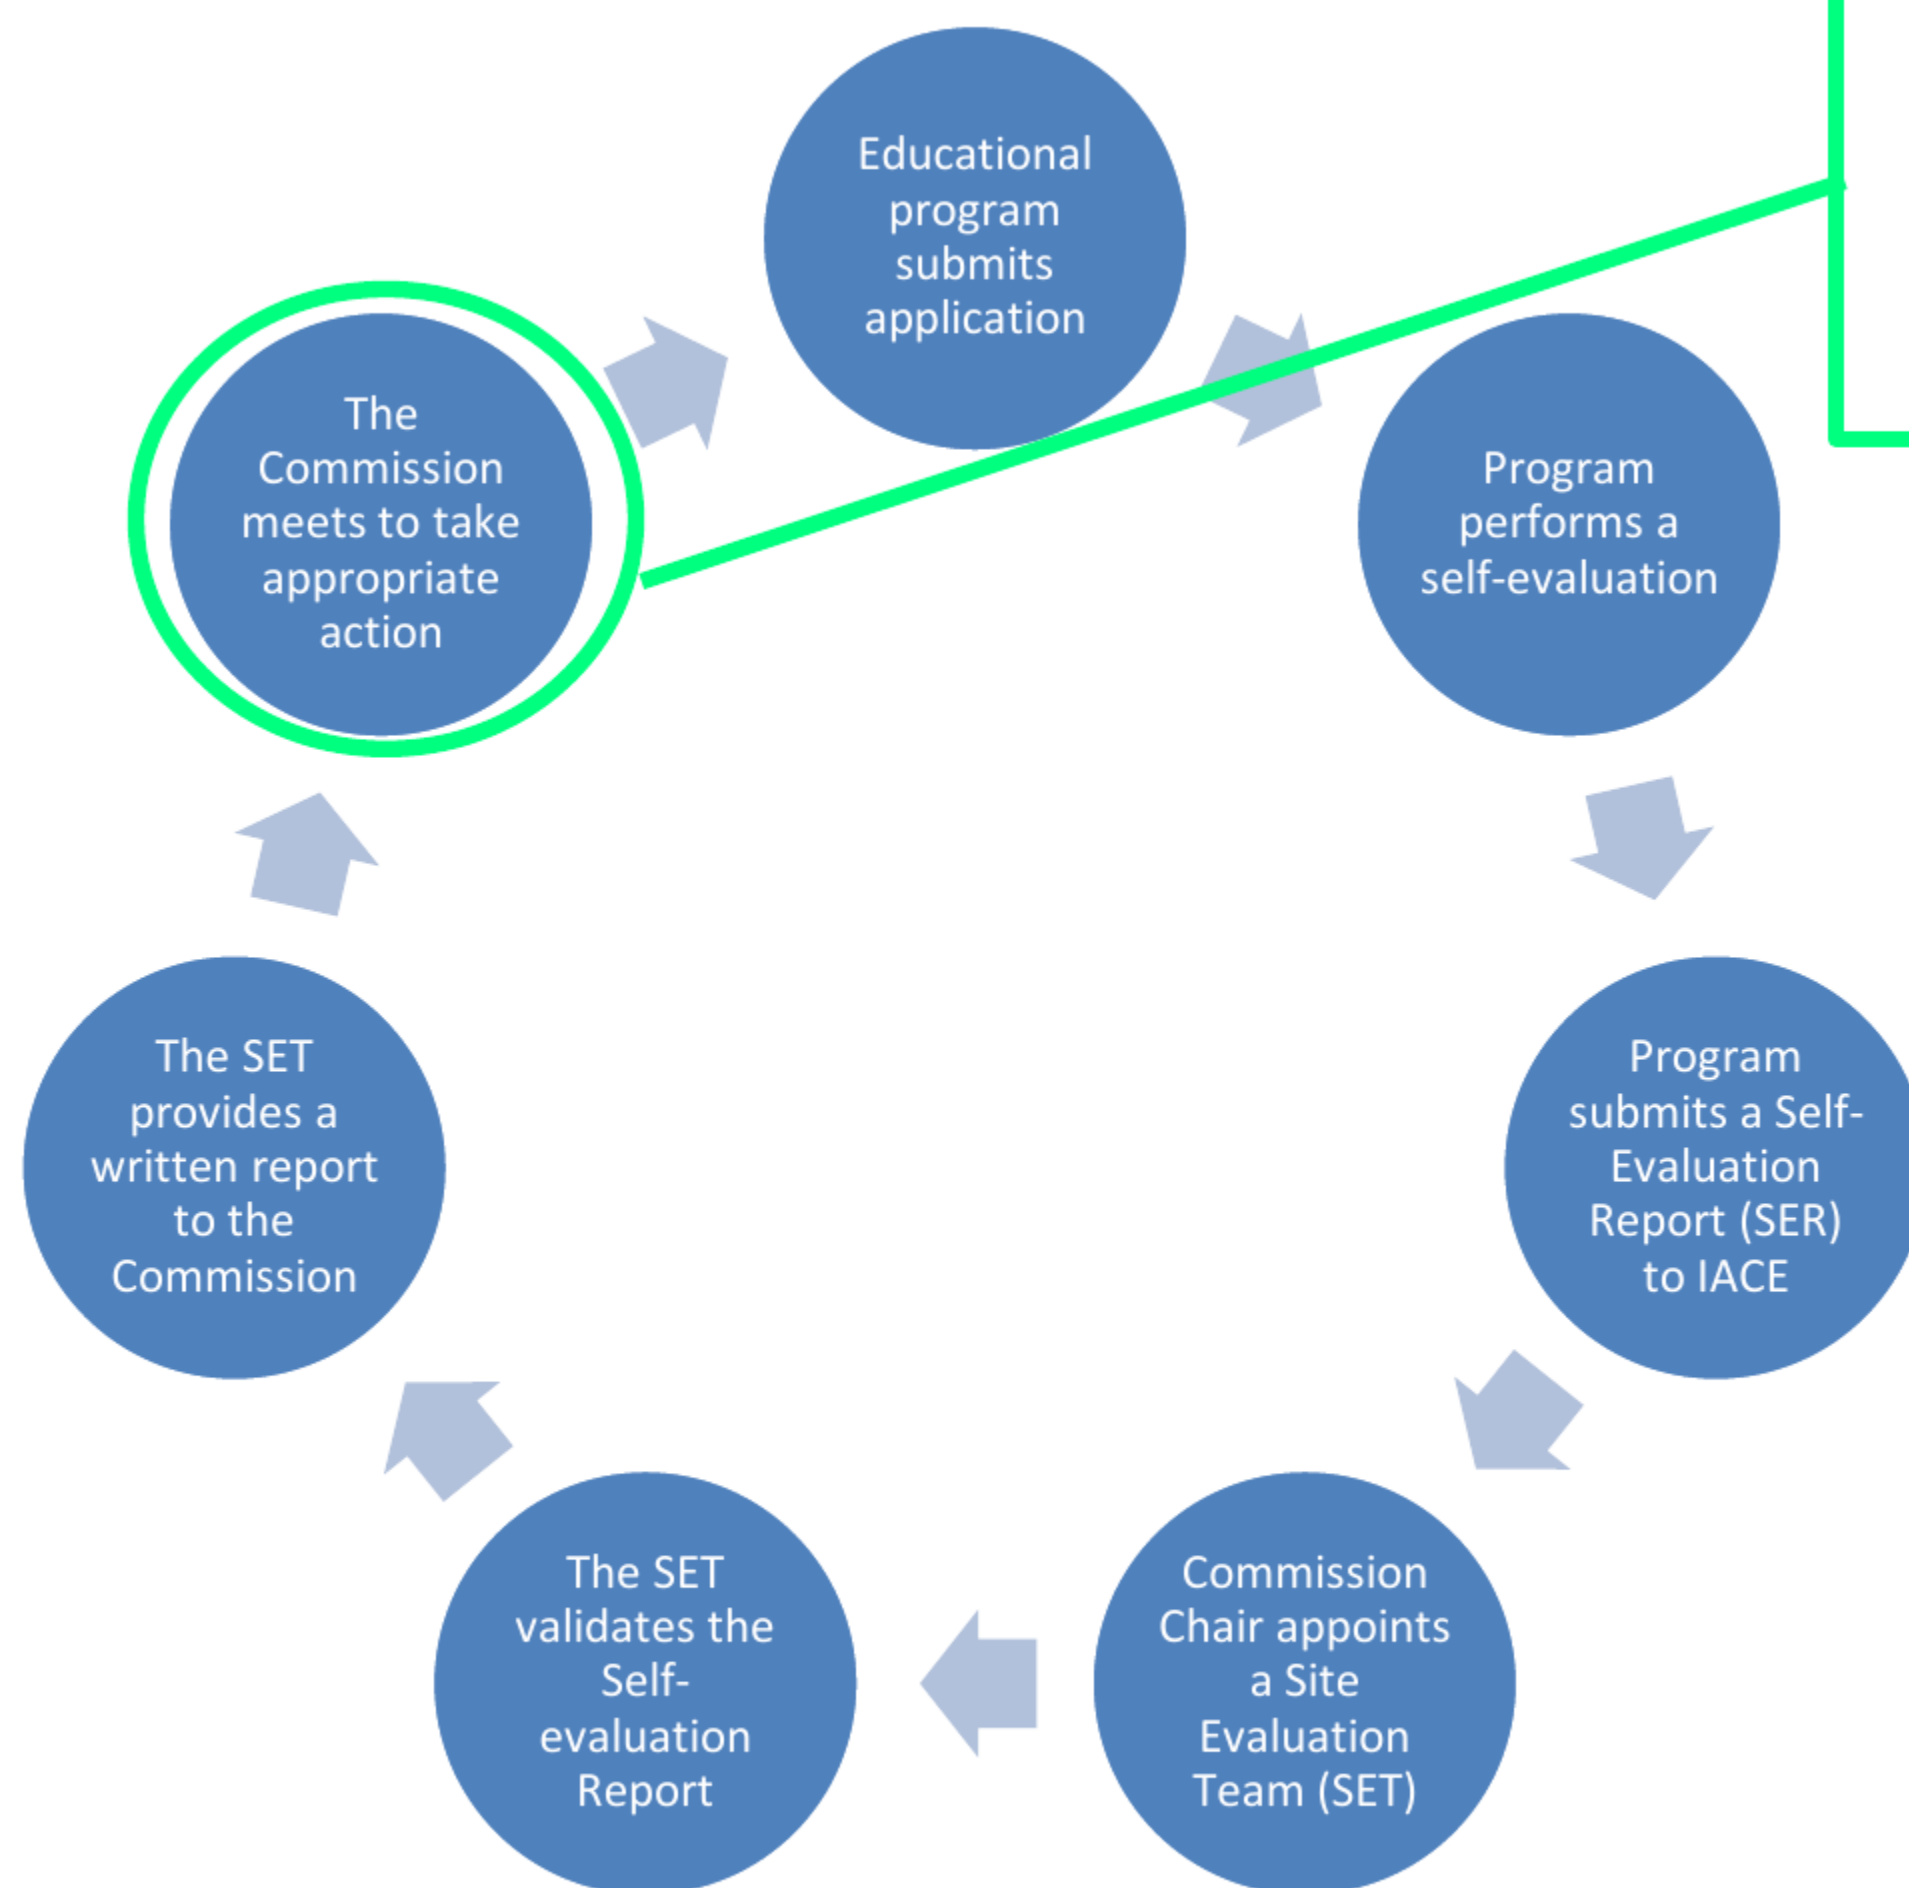 Educational
program
submits
application
Program
performs a
self-evaluation
Program
submits a Self-
Evaluation
Report (SER)
to IACE
Commission
Chair appoints
a Site
Evaluation
Team (SET)
The SET
validates the
Self-
evaluation
Report
The SET
provides a
written report
to the
Commission
The
Commission
meets to take
appropriate
action